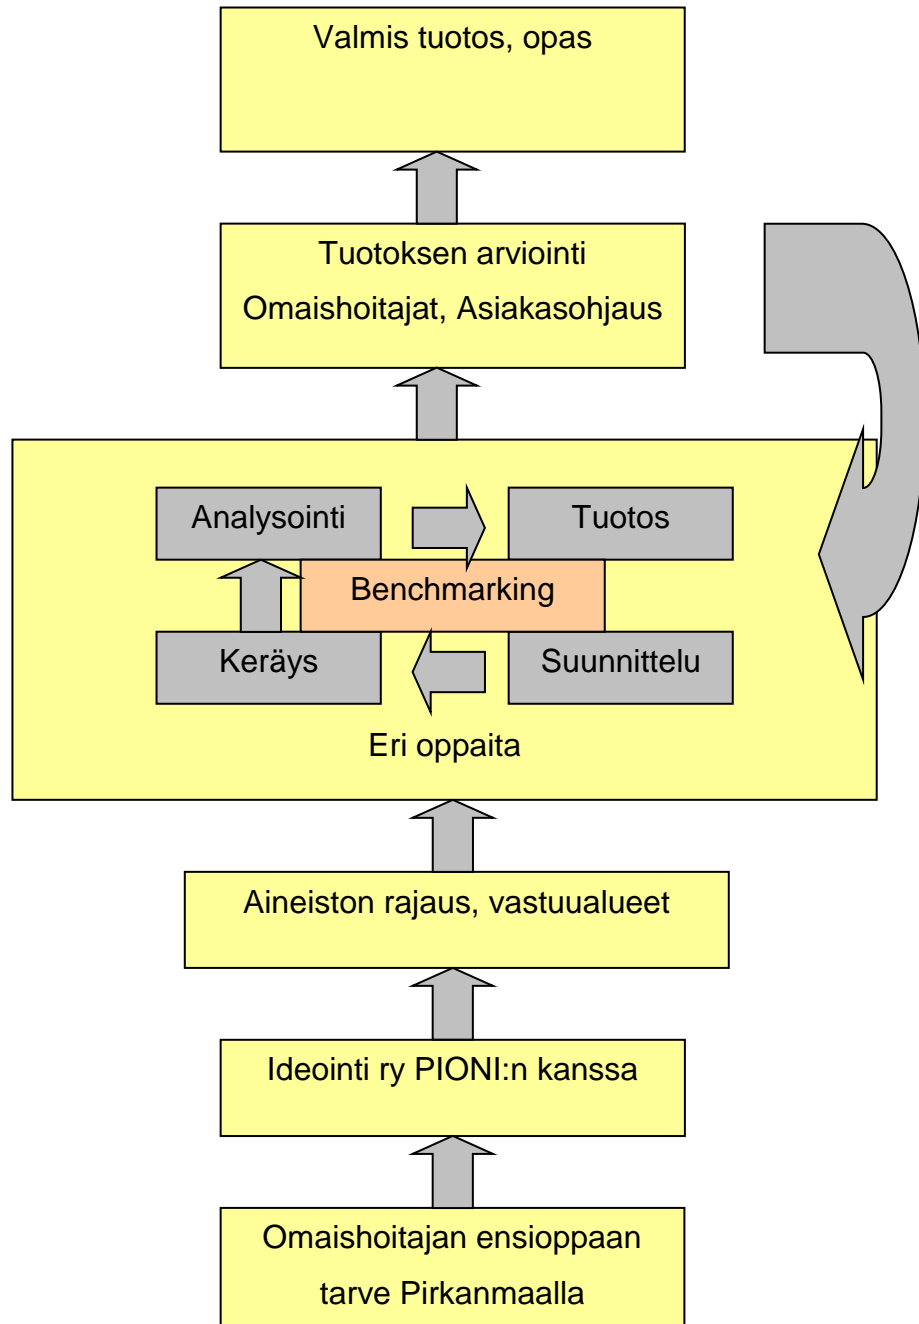 Valmis tuotos, opas
Tuotoksen arviointi
Omaishoitajat, Asiakasohjaus
Analysointi
Tuotos
Benchmarking
Keräys
Suunnittelu
Eri oppaita
Aineiston rajaus, vastuualueet
Ideointi ry PIONI:n kanssa
Omaishoitajan ensioppaan
tarve Pirkanmaalla